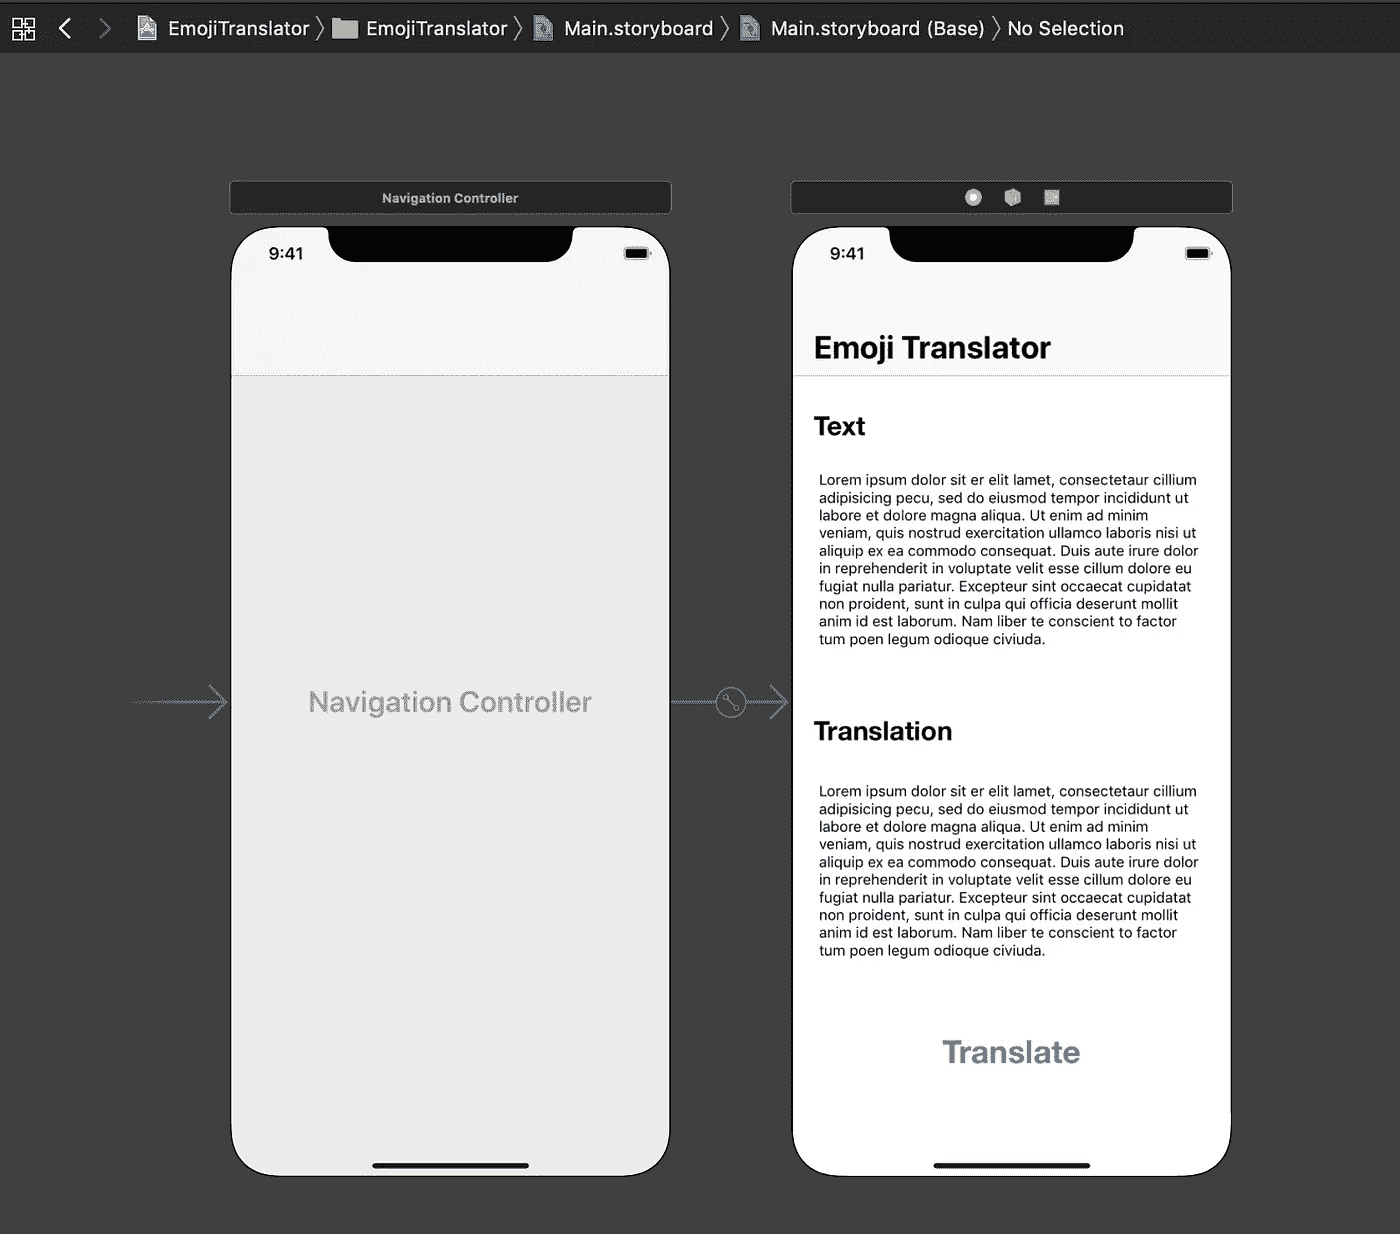 EmojiTranslator EmojiTranslator Main.storyboard Main.storyboard (Base) No Selection
Navigation Controller
9:41
Navigation Controller
9:41
Emoji Translator
Text
Lorem ipsum dolor sit er elit lamet, consectetaur cillium
adipisicing pecu, sed do eiusmod tempor incididunt ut
labore et dolore magna aliqua. Ut enim ad minim
veniam, quis nostrud exercitation ullamco laboris nisi ut
aliquip ex ea commodo consequat. Duis aute irure dolor
in reprehenderit in voluptate velit esse cillum dolore eu
fugiat nulla pariatur. Excepteur sint occaecat cupidatat
non proident, sunt in culpa qui officia deserunt mollit
anim id est laborum. Nam liber te conscient to factor
tum poen legum odioque civiuda.
Translation
Lorem ipsum dolor sit er elit lamet, consectetaur cillium
adipisicing pecu, sed do eiusmod tempor incididunt ut
labore et dolore magna aliqua. Ut enim ad minim
veniam, quis nostrud exercitation ullamco laboris nisi ut
aliquip ex ea commodo consequat. Duis aute irure dolor
in reprehenderit in voluptate velit esse cillum dolore eu
fugiat nulla pariatur. Excepteur sint occaecat cupidatat
non proident, sunt in culpa qui officia deserunt mollit
anim id est laborum. Nam liber te conscient to factor
tum poen legum odioque civiuda.
Translate